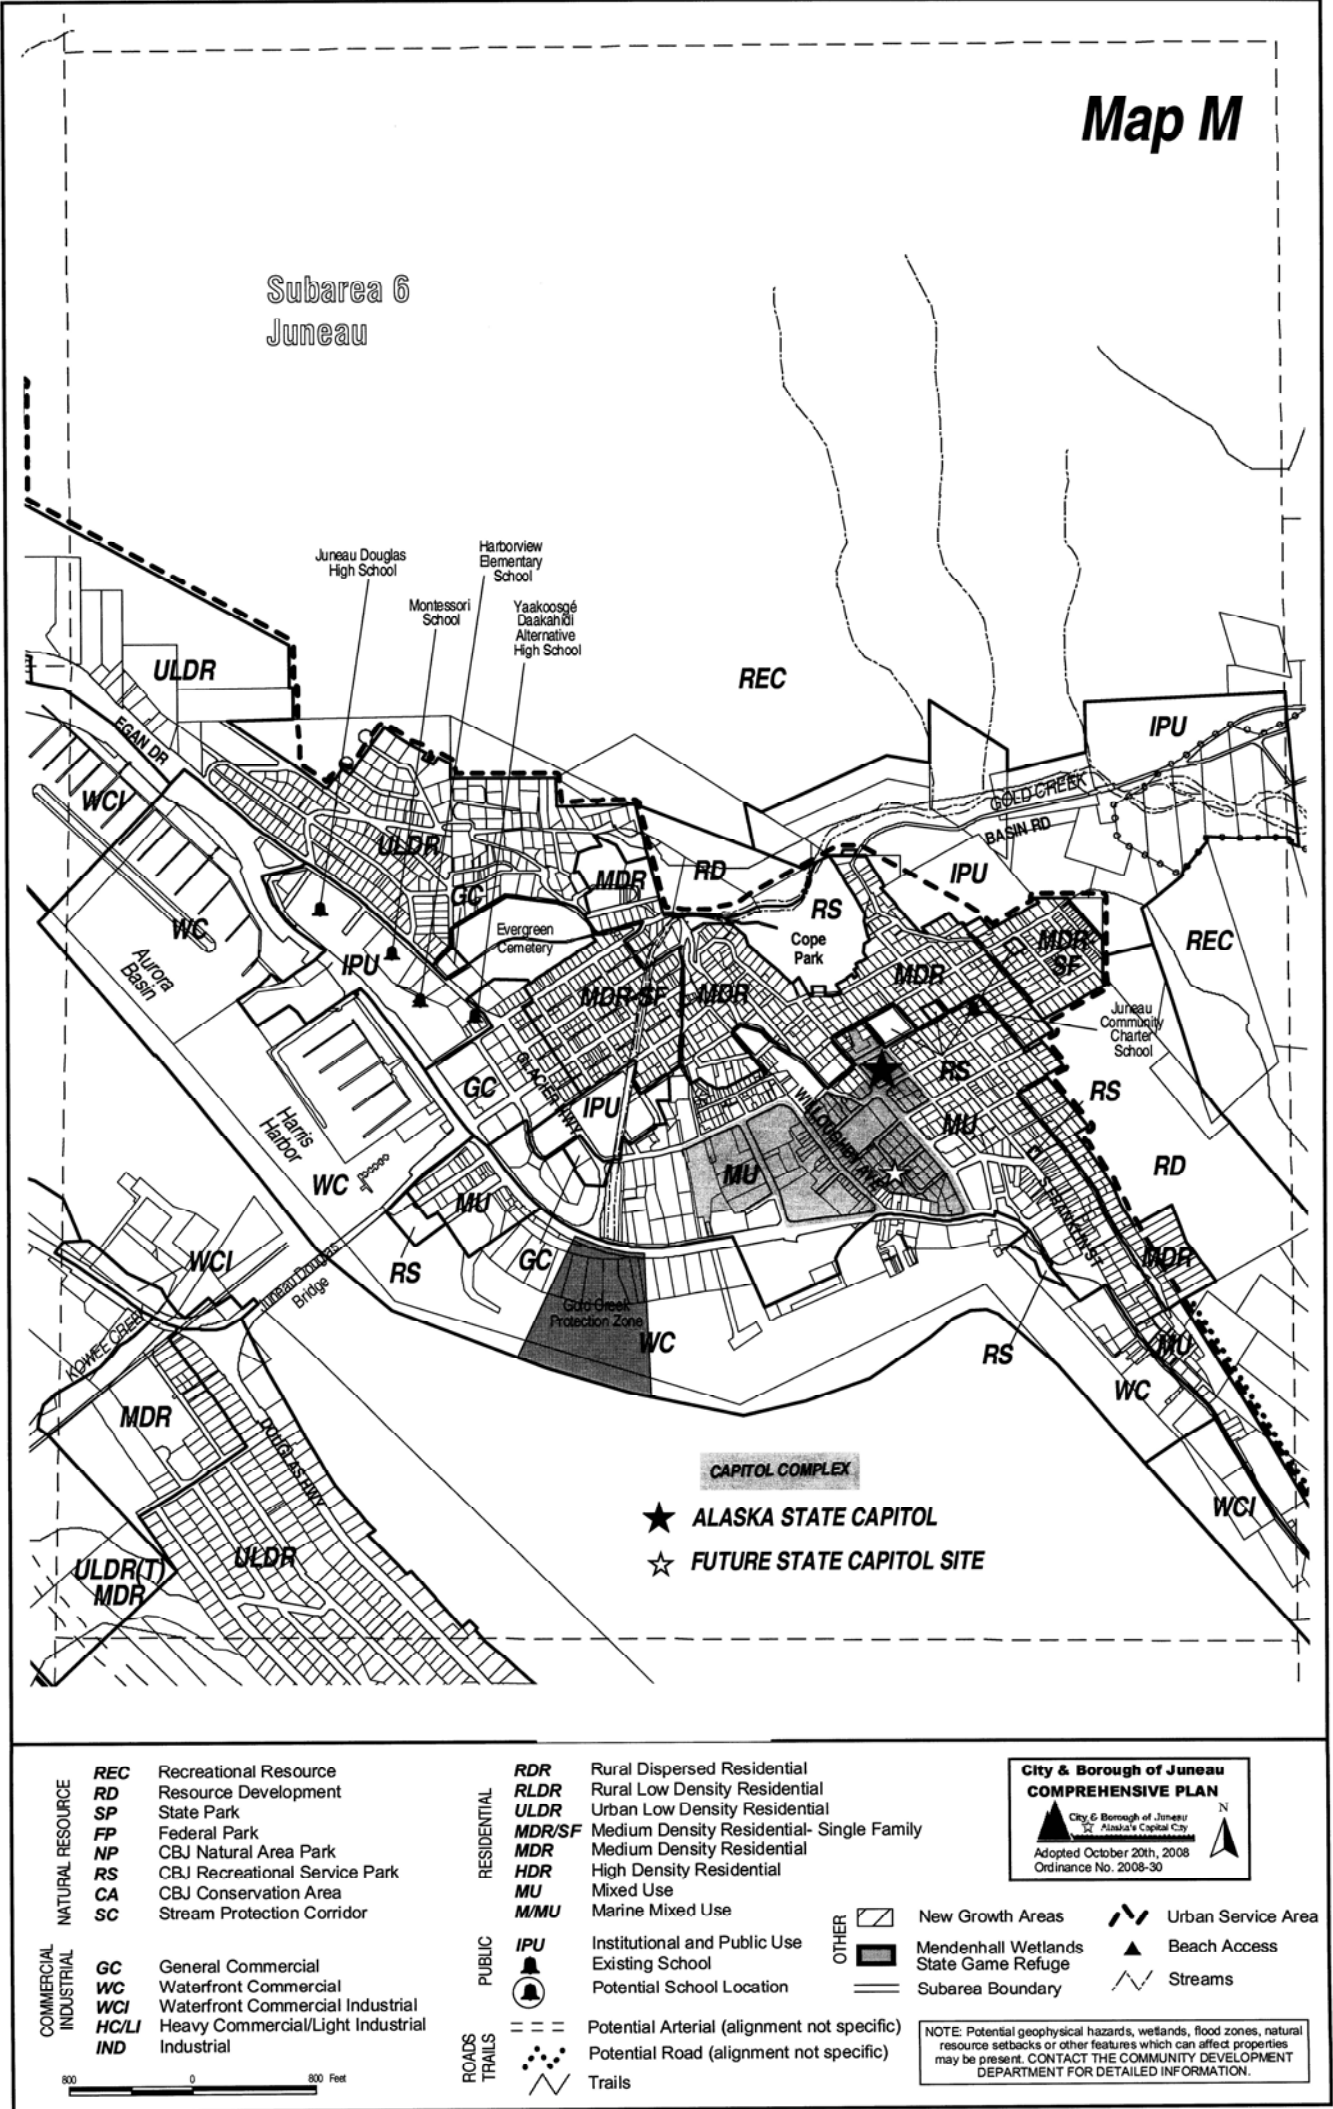 Map M
Subarea 6
Juneau
Juneau Douglas
High School
Harborview
Elementary
School
Montessori
School
Yaakoosgé
Daakahidi
Alternative
High School
ULDR
REC
IPU
EGAN DR
WCI
GOLD CREEK
BASIN RD
ULDR
GC
MDR
RD
IPU
RS
Cope
Park
WC
Evergreen
Cemetery
MDR
SF
REC
Aurora
Basin
IPU
MDR-SF
MDR
MDR
Juneau
Community
Charter
School
GC
GLACIER HWY
IPU
RS
RS
WILLOUGHBY AVE
MU
Harris
Harbor
WC
MU
MU
RD
S FRANKLIN ST
WCI
RS
GC
MDR
Juneau Douglas
Bridge
Gold Creek
Protection Zone
WC
RS
MU
KOWEE CREEK
WC
MDR
DOUGLAS HWY
CAPITOL COMPLEX
ALASKA STATE CAPITOL
WCI
ULDR(T)
MDR
ULDR
FUTURE STATE CAPITOL SITE
NATURAL RESOURCE
REC Recreational Resource
RD Resource Development
SP State Park
FP Federal Park
NP CBJ Natural Area Park
RS CBJ Recreational Service Park
CA CBJ Conservation Area
SC Stream Protection Corridor
COMMERCIAL
INDUSTRIAL
GC General Commercial
WC Waterfront Commercial
WCI Waterfront Commercial Industrial
HC/LI Heavy Commercial/Light Industrial
IND Industrial
800 0 800 Feet
RESIDENTIAL
RDR Rural Dispersed Residential
RLDR Rural Low Density Residential
ULDR Urban Low Density Residential
MDR/SF Medium Density Residential- Single Family
MDR Medium Density Residential
HDR High Density Residential
MU Mixed Use
M/MU Marine Mixed Use
PUBLIC
IPU Institutional and Public Use
Existing School
Potential School Location
ROADS
TRAILS
Potential Arterial (alignment not specific)
Potential Road (alignment not specific)
Trails
OTHER
New Growth Areas
Mendenhall Wetlands
State Game Refuge
Subarea Boundary
Urban Service Area
Beach Access
Streams
City & Borough of Juneau
COMPREHENSIVE PLAN
City & Borough of Juneau
Alaska's Capital City
N
Adopted October 20th, 2008
Ordinance No. 2008-30
NOTE: Potential geophysical hazards, wetlands, flood zones, natural
resource setbacks or other features which can affect properties
may be present. CONTACT THE COMMUNITY DEVELOPMENT
DEPARTMENT FOR DETAILED INFORMATION.